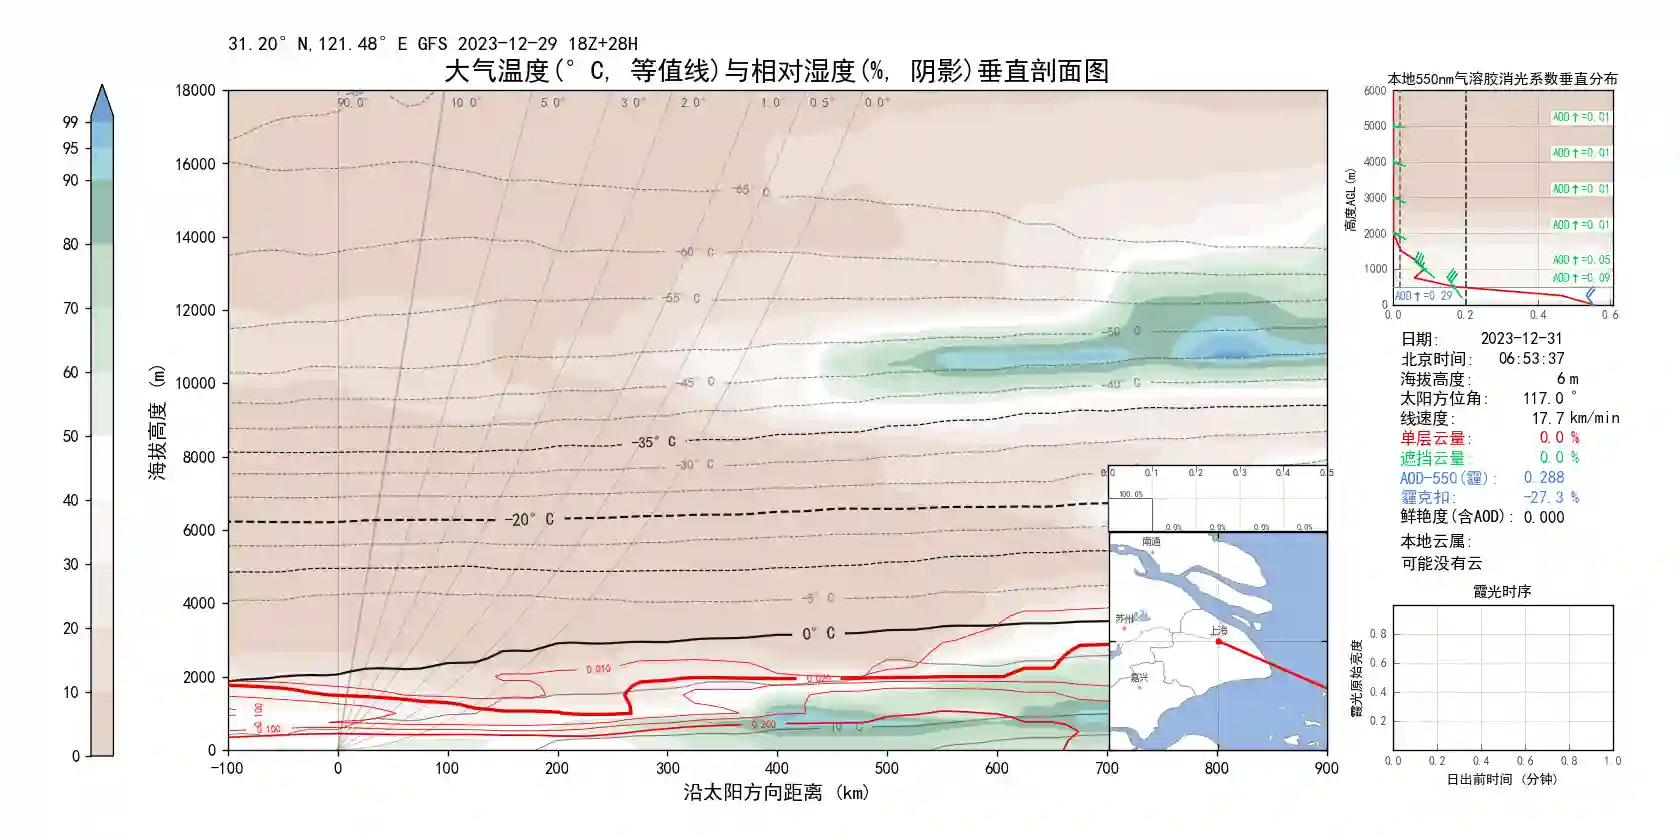 31.20° N,121.48° E GFS 2023-12-29 18Z+28H
大气温度(° C, 等值线)与相对湿度(%, 阴影)垂直剖面图
99
95
90
80
70
60
50
40
30
20
10
0
海拔高度 (m)
18000
16000
14000
12000
10000
8000
6000
4000
2000
0
90.0°
10.0°
5.0°
3.0°
2.0°
1.0°
0.5°
0.0°
-65° C
-60° C
-55° C
-50° C
-45° C
-40° C
-35° C
-30° C
-20° C
-5° C
0° C
10° C
0.010
0.020
0.100
0.100
0.200
-100
0
100
200
300
400
500
600
700
800
900
沿太阳方向距离 (km)
0.0
0.1
0.2
0.3
0.4
0.5
100.0%
0.0%
0.0%
0.0%
0.0%
南通
苏州
上海
嘉兴
本地550nm气溶胶消光系数垂直分布
高度AGL(m)
6000
5000
4000
3000
2000
1000
0
AOD↑=0.01
AOD↑=0.01
AOD↑=0.01
AOD↑=0.01
AOD↑=0.05
AOD↑=0.09
AOD↑=0.29
0.0
0.2
0.4
0.6
日期: 2023-12-31
北京时间: 06:53:37
海拔高度: 6 m
太阳方位角: 117.0 °
线速度: 17.7 km/min
单层云量: 0.0 %
遮挡云量: 0.0 %
AOD-550(霾): 0.288
霾克扣: -27.3 %
鲜艳度(含AOD): 0.000
本地云属:
可能没有云
霞光时序
霞光原始亮度
0.8
0.6
0.4
0.2
0.0
0.2
0.4
0.6
0.8
1.0
日出前时间 (分钟)